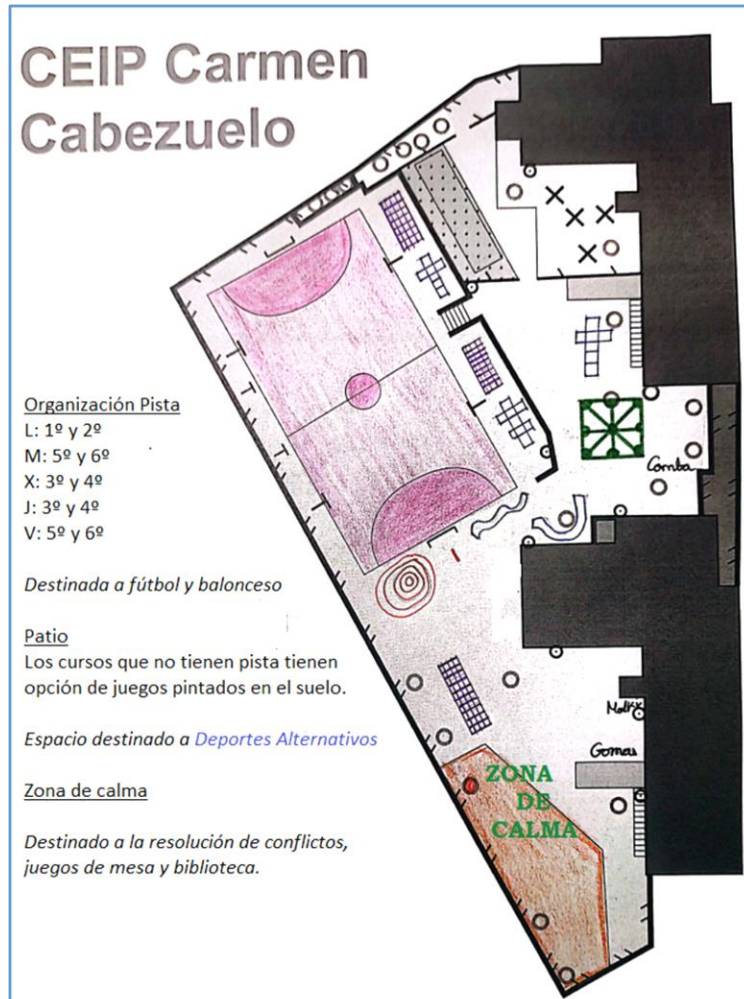 CEIP Carmen
Cabezuelo
Organización Pista
L: 1º y 2º
M: 5º y 6º
X: 3º y 4º
J: 3º y 4º
V: 5º y 6º
Destinada a fútbol y balonceso
Patio
Los cursos que no tienen pista tienen
opción de juegos pintados en el suelo.
Espacio destinado a Deportes Alternativos
Zona de calma
Destinado a la resolución de conflictos,
juegos de mesa y biblioteca.
Comba
Molkk
Gomas
ZONA
DE
CALMA